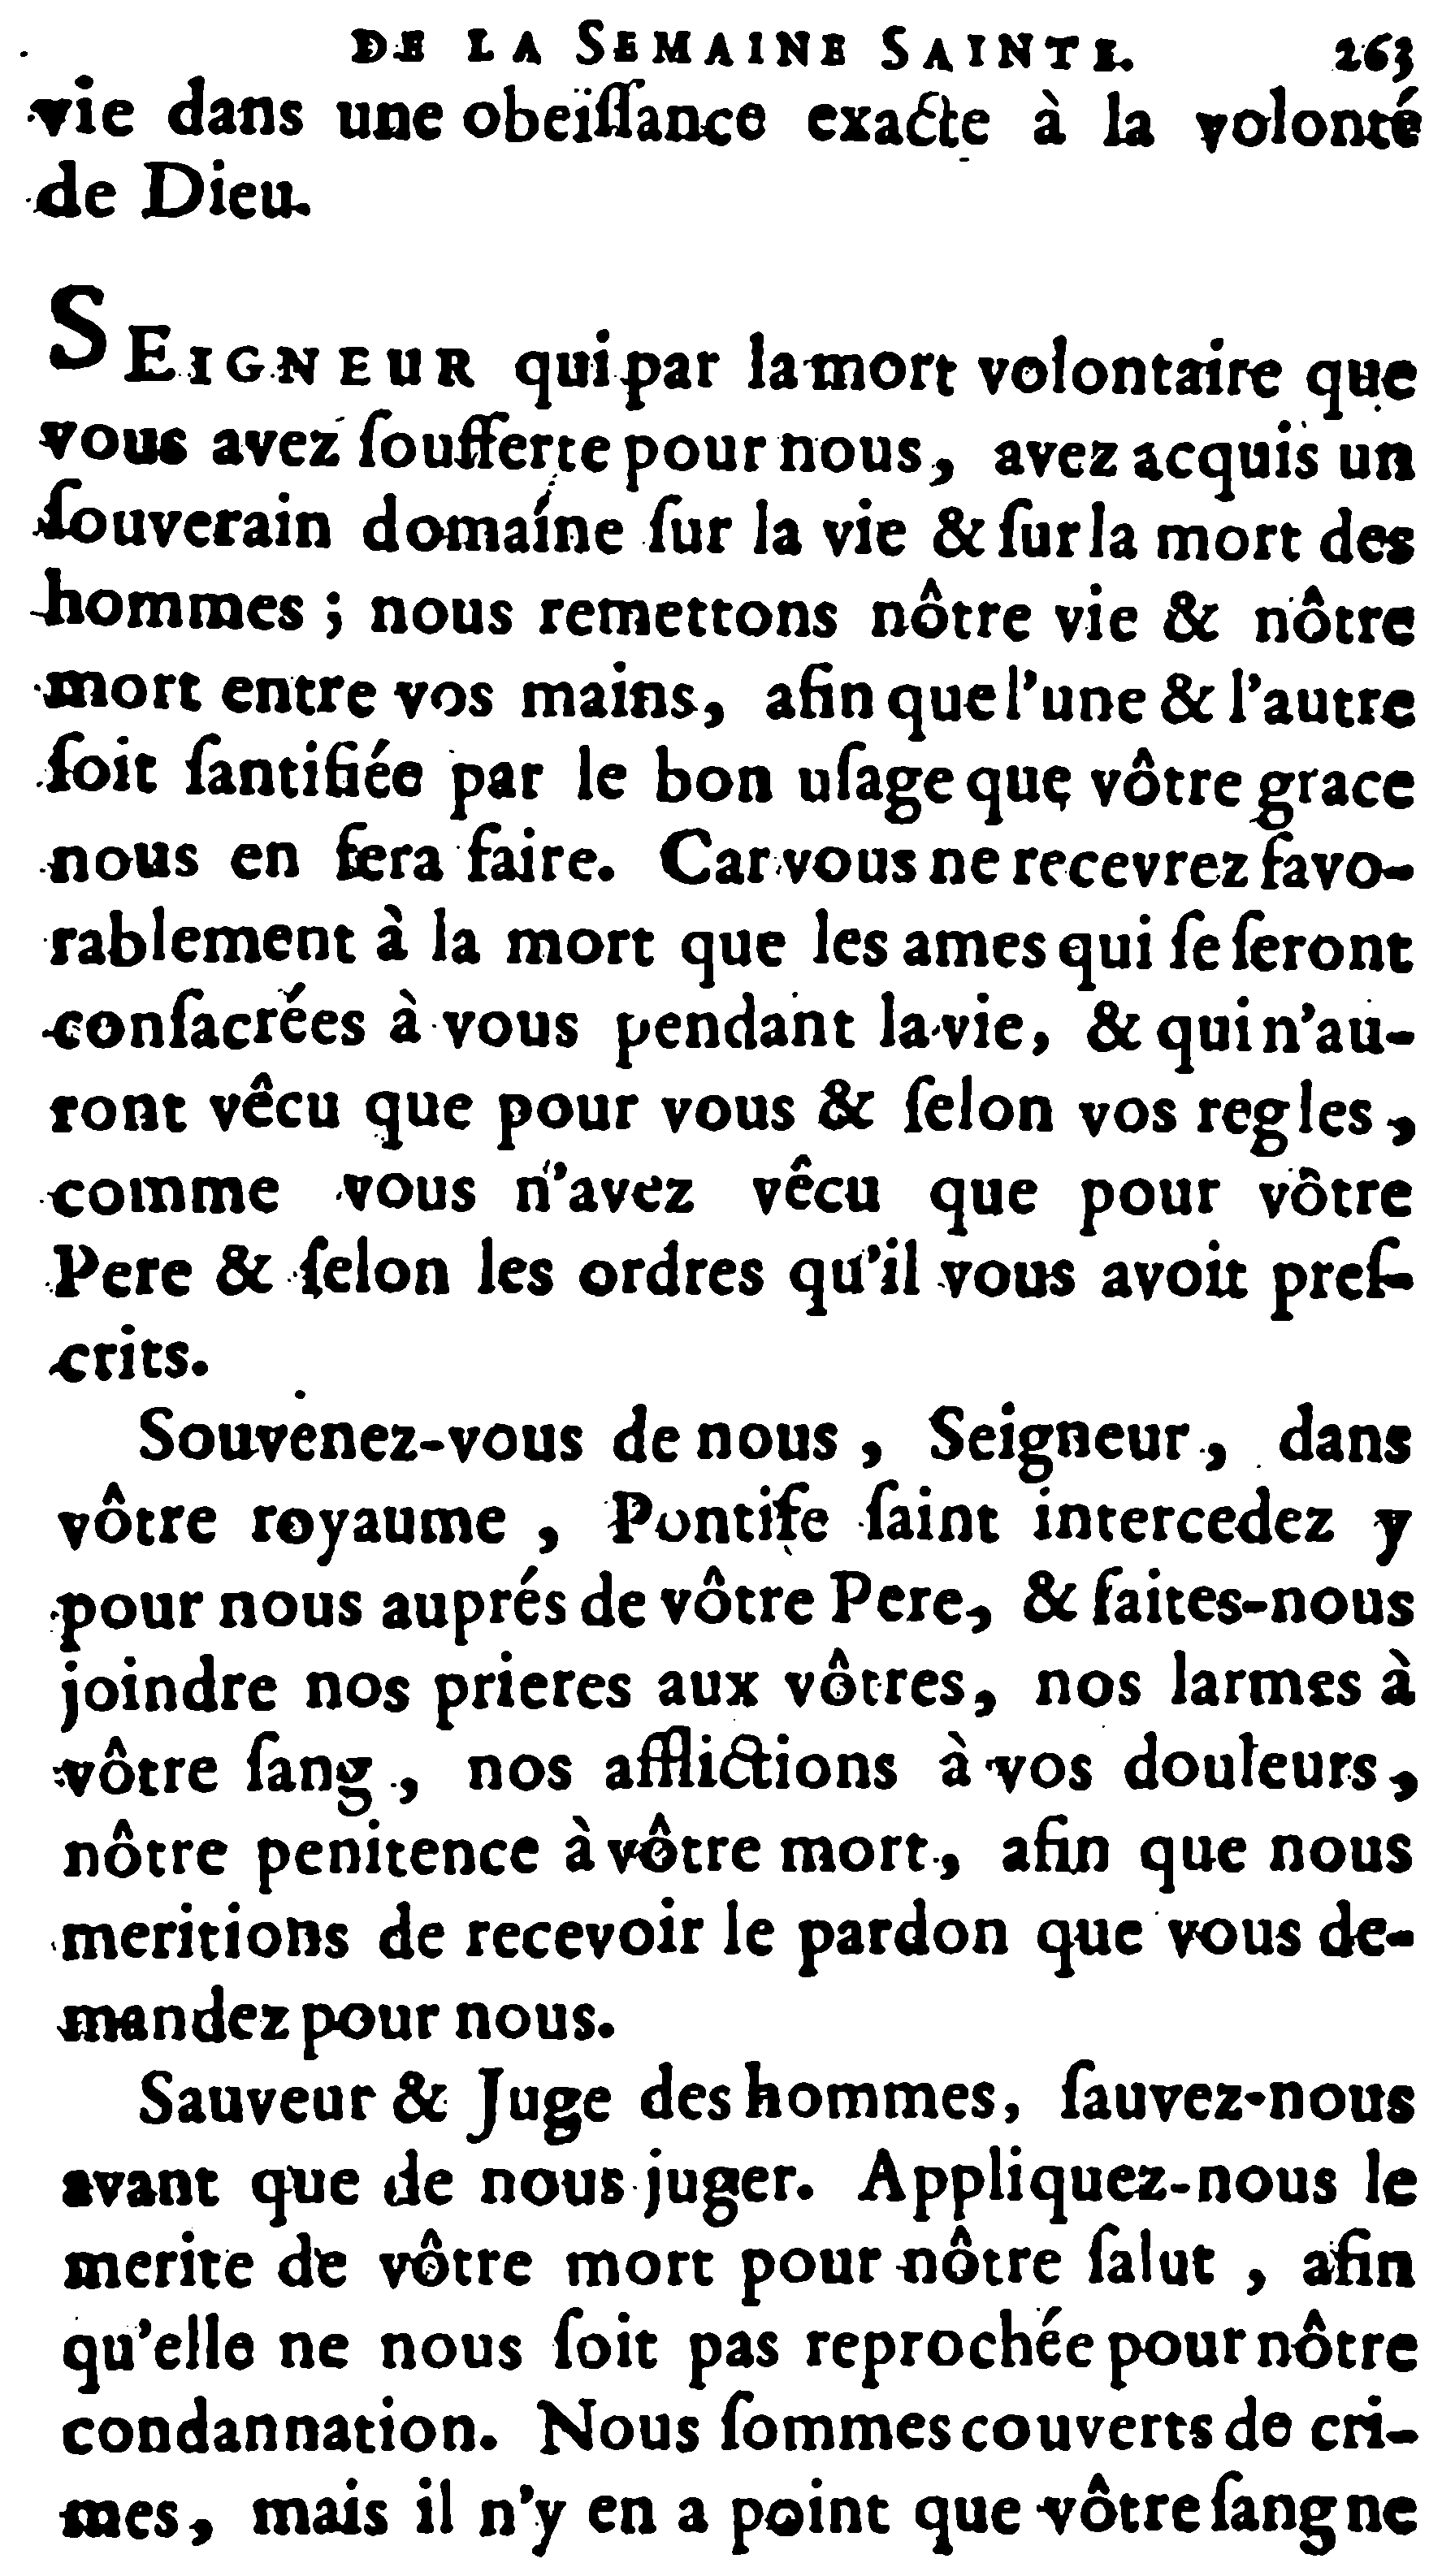 DE LA SEMAINE SAINTE. 263
vie dans une obeïſſance exacte à la volonté
de Dieu.
SEIGNEUR qui par la mort volontaire que
vous avez ſoufferte pour nous, avez acquis un
ſouverain domaine ſur la vie & ſur la mort des
hommes ; nous remettons nôtre vie & nôtre
mort entre vos mains, afin que l'une & l'autre
ſoit ſantifiée par le bon uſage que vôtre grace
nous en fera faire. Car vous ne recevrez favo-
rablement à la mort que les ames qui ſe ſeront
conſacrées à vous pendant la vie, & qui n'au-
ront vêcu que pour vous & ſelon vos regles,
comme vous n'avez vêcu que pour vôtre
Pere & ſelon les ordres qu'il vous avoit preſ-
crits.
Souvenez-vous de nous, Seigneur, dans
vôtre royaume, Pontife ſaint intercedez y
pour nous auprés de vôtre Pere, & faites-nous
joindre nos prieres aux vôtres, nos larmes à
vôtre ſang, nos afflictions à vos douleurs,
nôtre penitence à vôtre mort, afin que nous
meritions de recevoir le pardon que vous de-
mandez pour nous.
Sauveur & Juge des hommes, ſauvez-nous
avant que de nous juger. Appliquez-nous le
merite de vôtre mort pour nôtre ſalut, afin
qu'elle ne nous ſoit pas reprochée pour nôtre
condannation. Nous ſommes couverts de cri-
mes, mais il n'y en a point que vôtre ſang ne